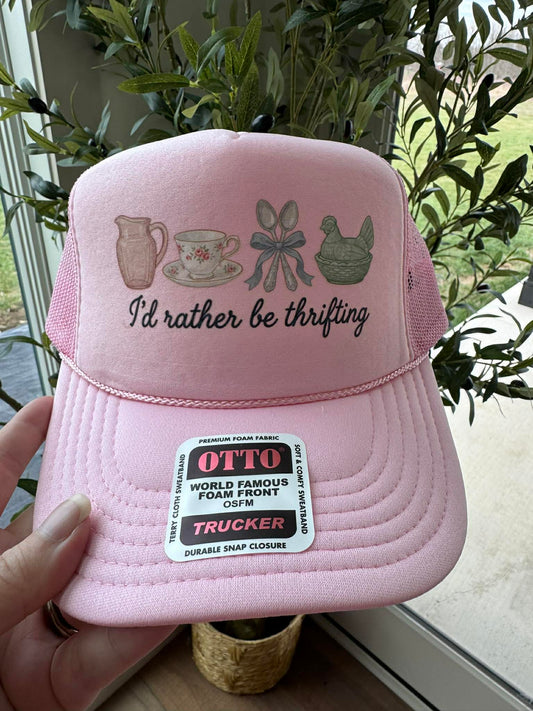 I'd rather be thrifting
PREMIUM FOAM FABRIC
OTTO
WORLD FAMOUS
FOAM FRONT
OSFM
TRUCKER
DURABLE SNAP CLOSURE
TERRY CLOTH SWEATBAND
SOFT & COMFY SWEATBAND